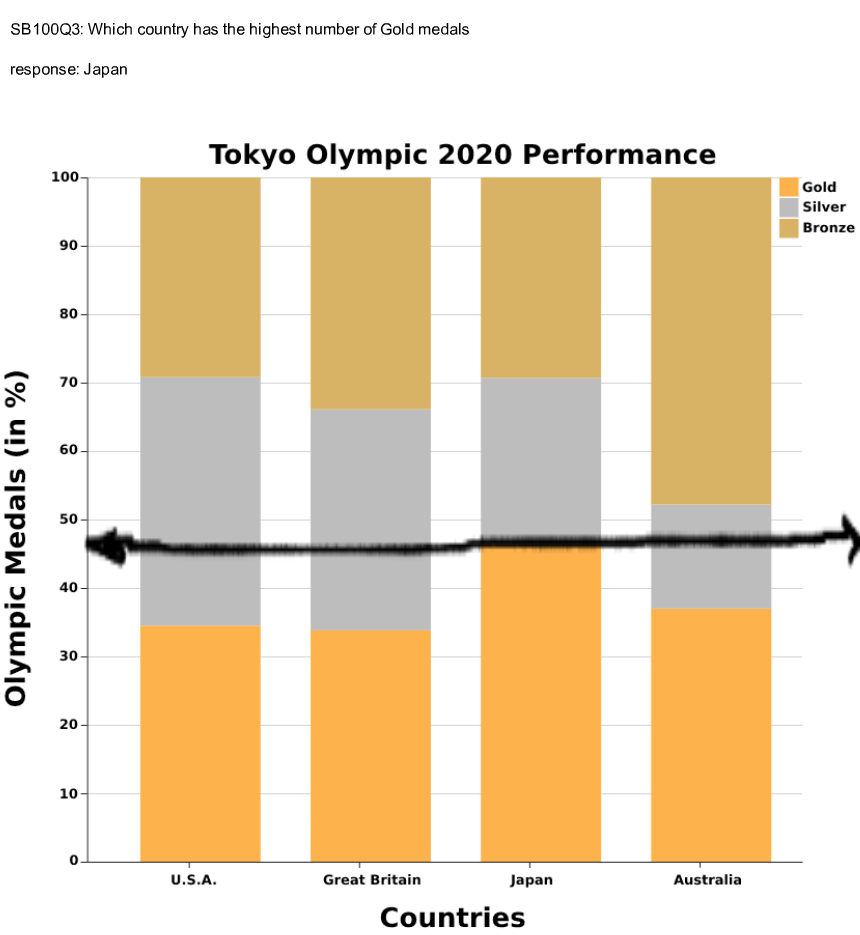 SB100Q3: Which country has the highest number of Gold medals
response: Japan
Tokyo Olympic 2020 Performance
Gold
Silver
Bronze
100
90
80
70
60
50
40
30
20
10
0
Olympic Medals (in %)
U.S.A. Great Britain Japan Australia
Countries